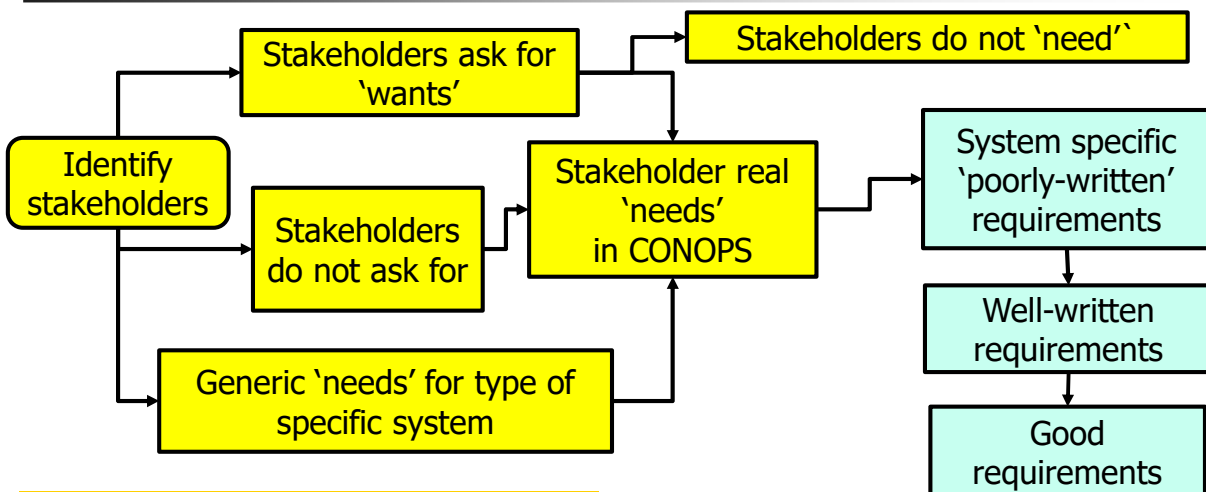 Stakeholders ask for
‘wants’
Stakeholders do not ‘need’`
Identify
stakeholders
Stakeholders
do not ask for
Stakeholder real
‘needs’
in CONOPS
Generic ‘needs’ for type of
specific system
System specific
‘poorly-written’
requirements
Well-written
requirements
Good
requirements